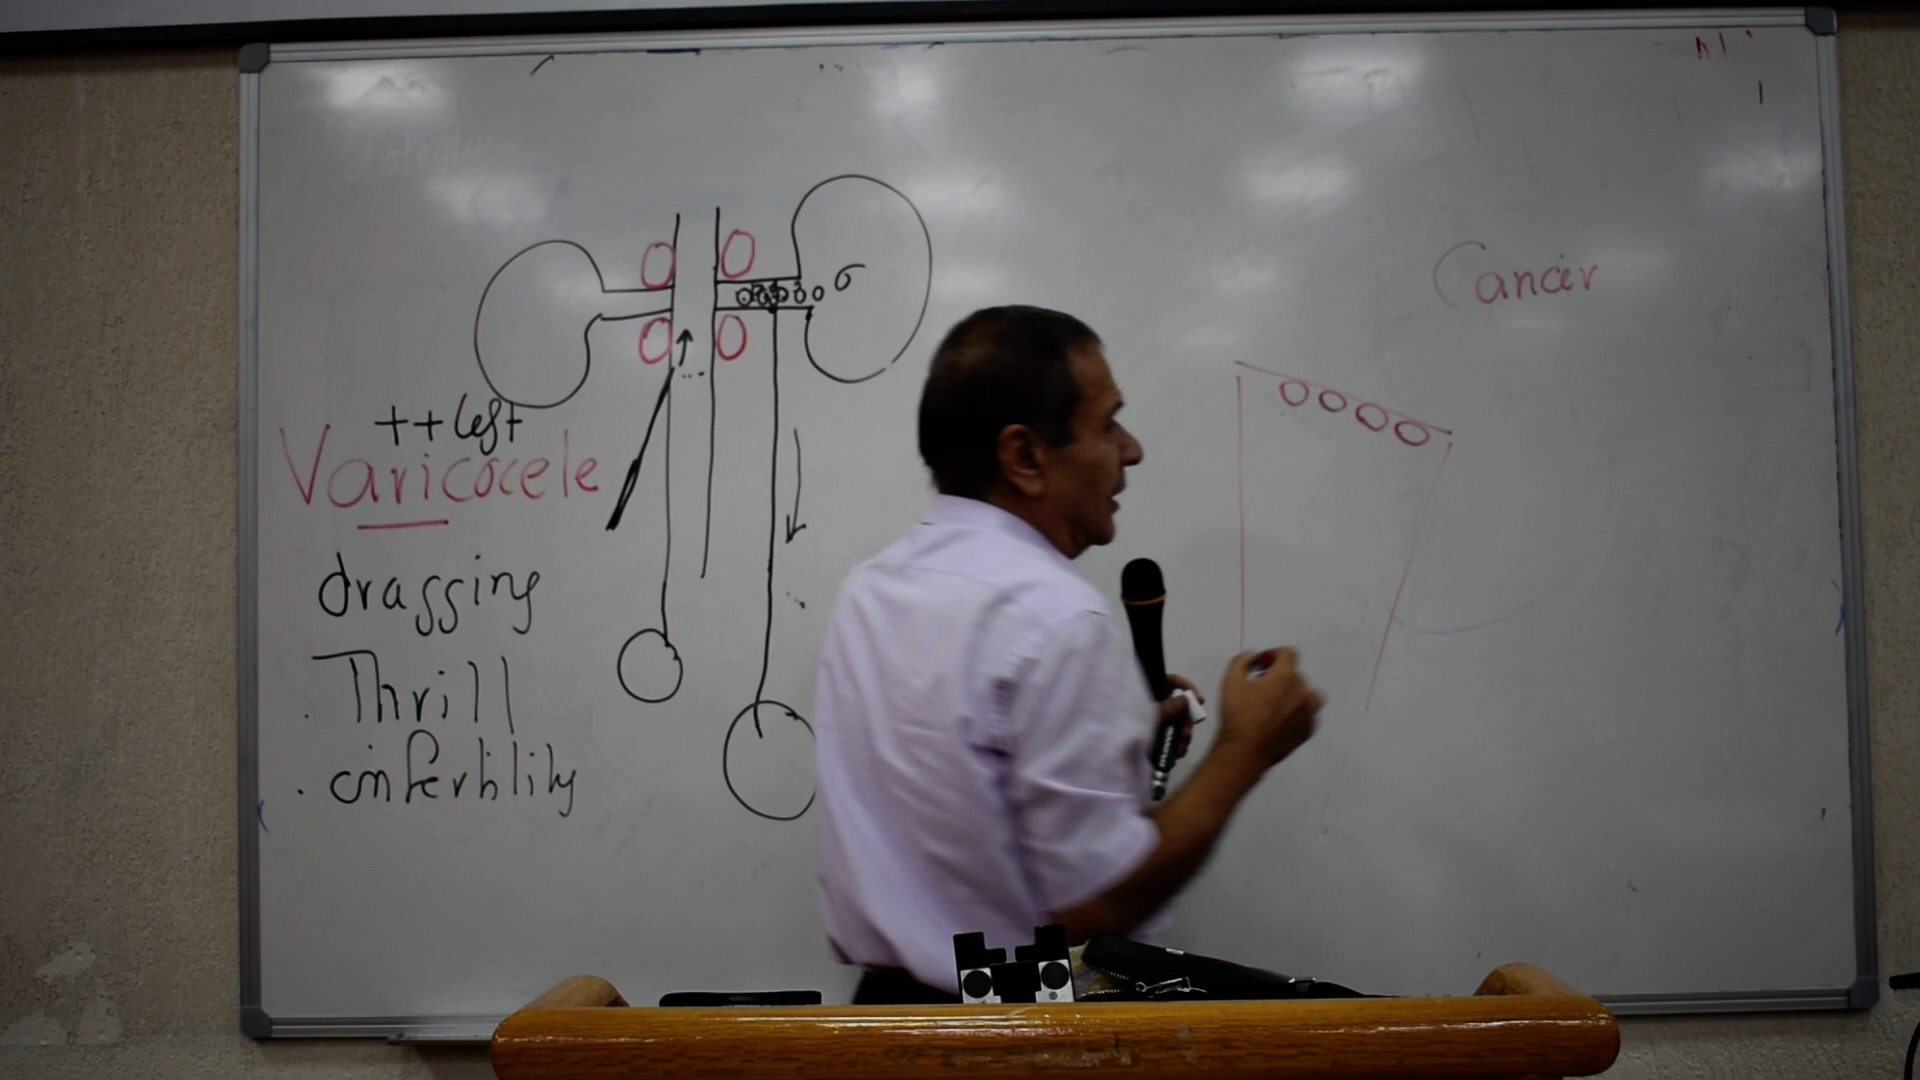 ++ left
Varicocele
dragging
. Thrill
. infertility
Cancer